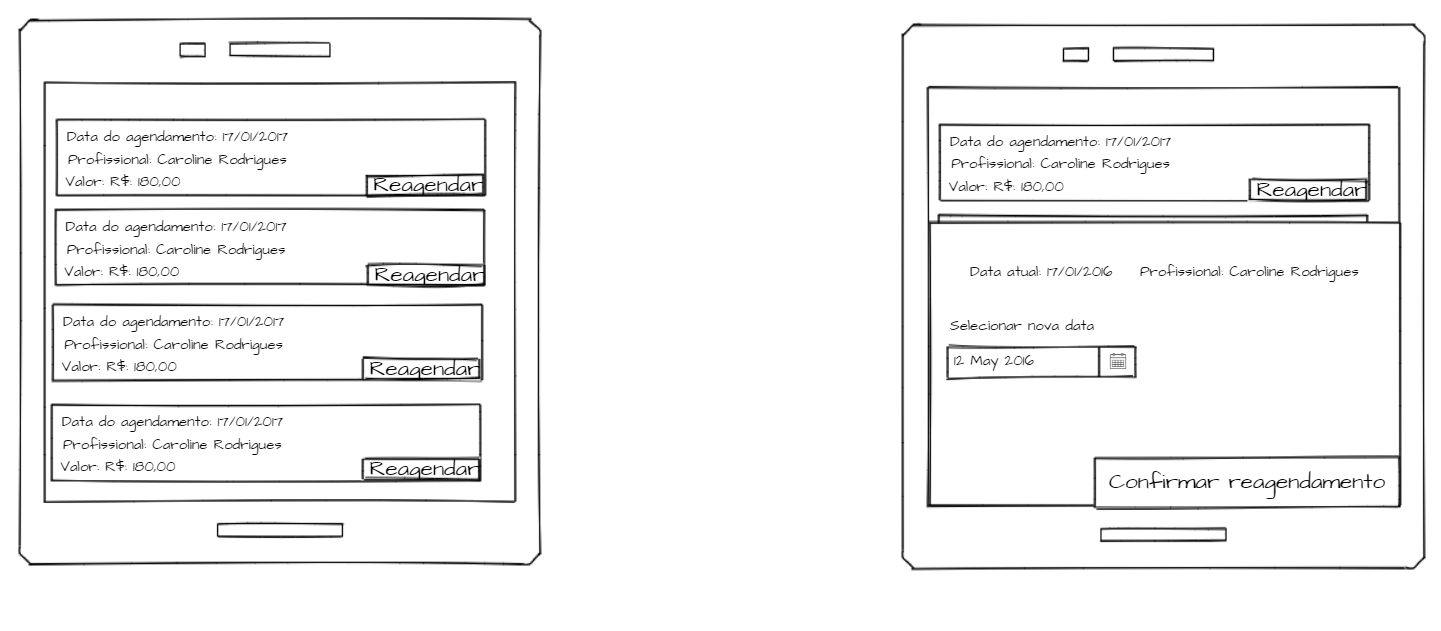 Data do agendamento: 17/01/2017
Profissional: Caroline Rodrigues
Valor: R$: 180,00
Reagendar
Data do agendamento: 17/01/2017
Profissional: Caroline Rodrigues
Valor: R$: 180,00
Reagendar
Data do agendamento: 17/01/2017
Profissional: Caroline Rodrigues
Valor: R$: 180,00
Reagendar
Data do agendamento: 17/01/2017
Profissional: Caroline Rodrigues
Valor: R$: 180,00
Reagendar
Data do agendamento: 17/01/2017
Profissional: Caroline Rodrigues
Valor: R$: 180,00
Reagendar
Data atual: 17/01/2016 Profissional: Caroline Rodrigues
Selecionar nova data
12 May 2016
Confirmar reagendamento